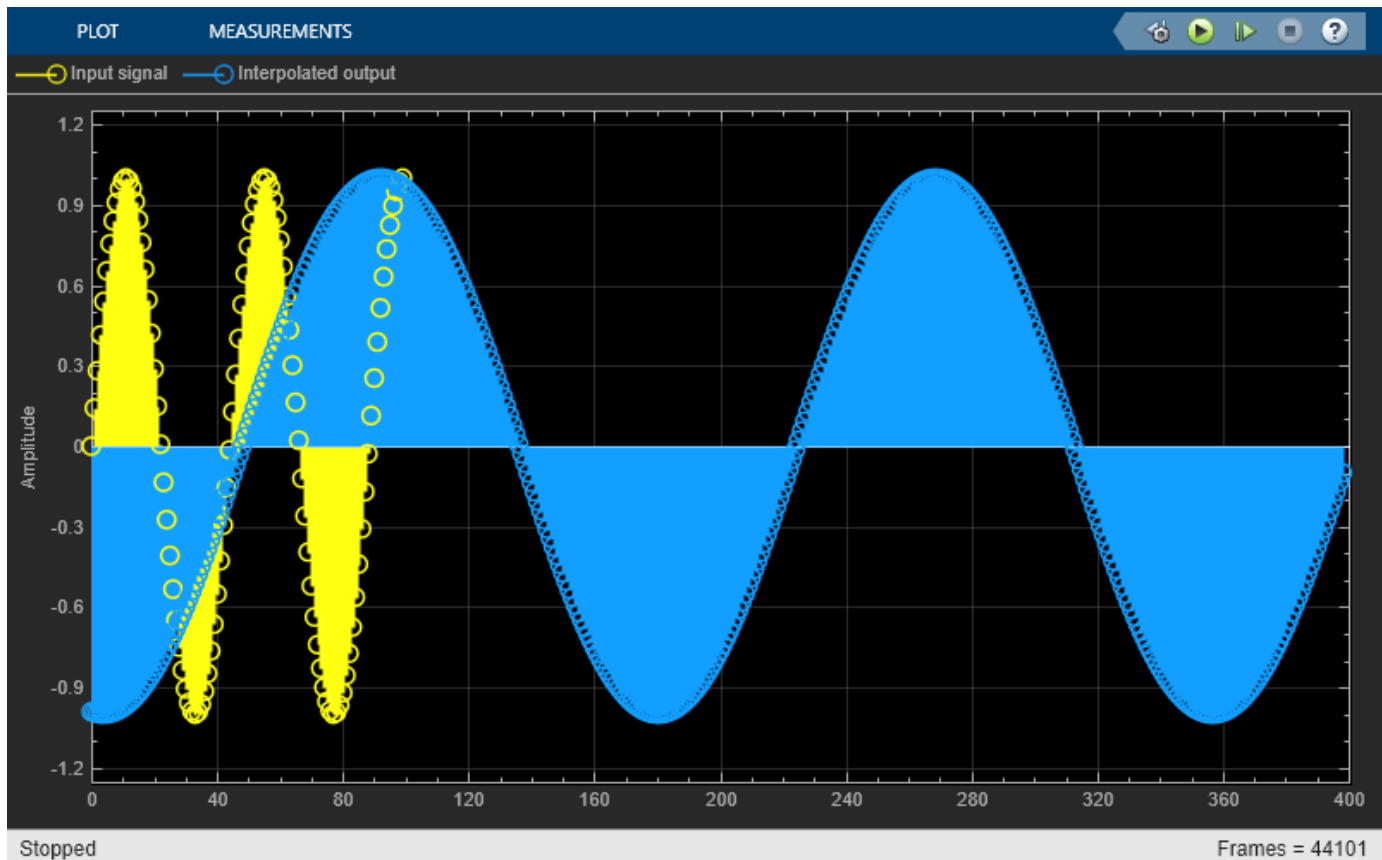 PLOT MEASUREMENTS ?
Input signal Interpolated output
1.2
0.9
0.6
0.3
0
-0.3
-0.6
-0.9
-1.2
Amplitude
0 40 80 120 160 200 240 280 320 360 400
Stopped Frames = 44101